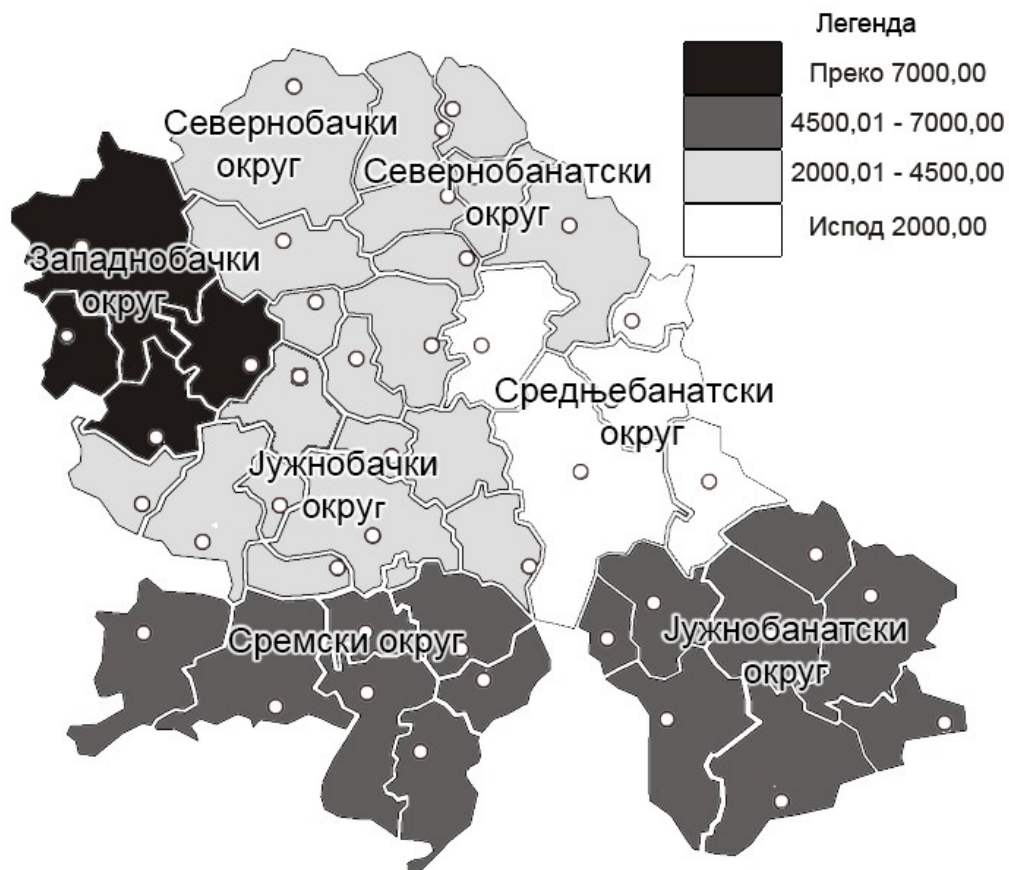 Легенда
Преко 7000,00
4500,01 - 7000,00
2000,01 - 4500,00
Испод 2000,00
Севернобачки
округ
Севернобанатски
округ
Западнобачки
округ
Средњебанатски
округ
Јужнобачки
округ
Сремски округ
Јужнобанатски
округ